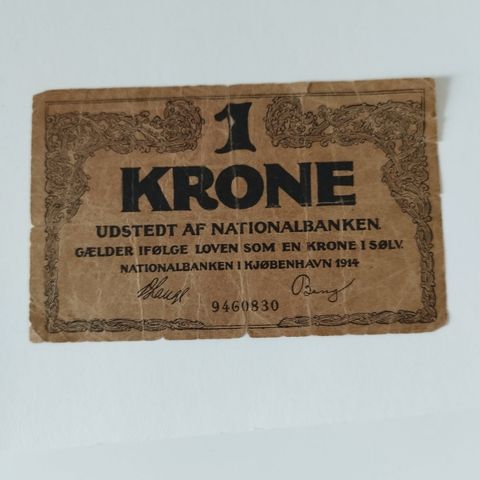 1
KRONE
UDSTEDT AF NATIONALBANKEN.
GÆLDER IFØLGE LOVEN SOM EN KRONE I SØLV.
NATIONALBANKEN I KJØBENHAVN 1914
9460830